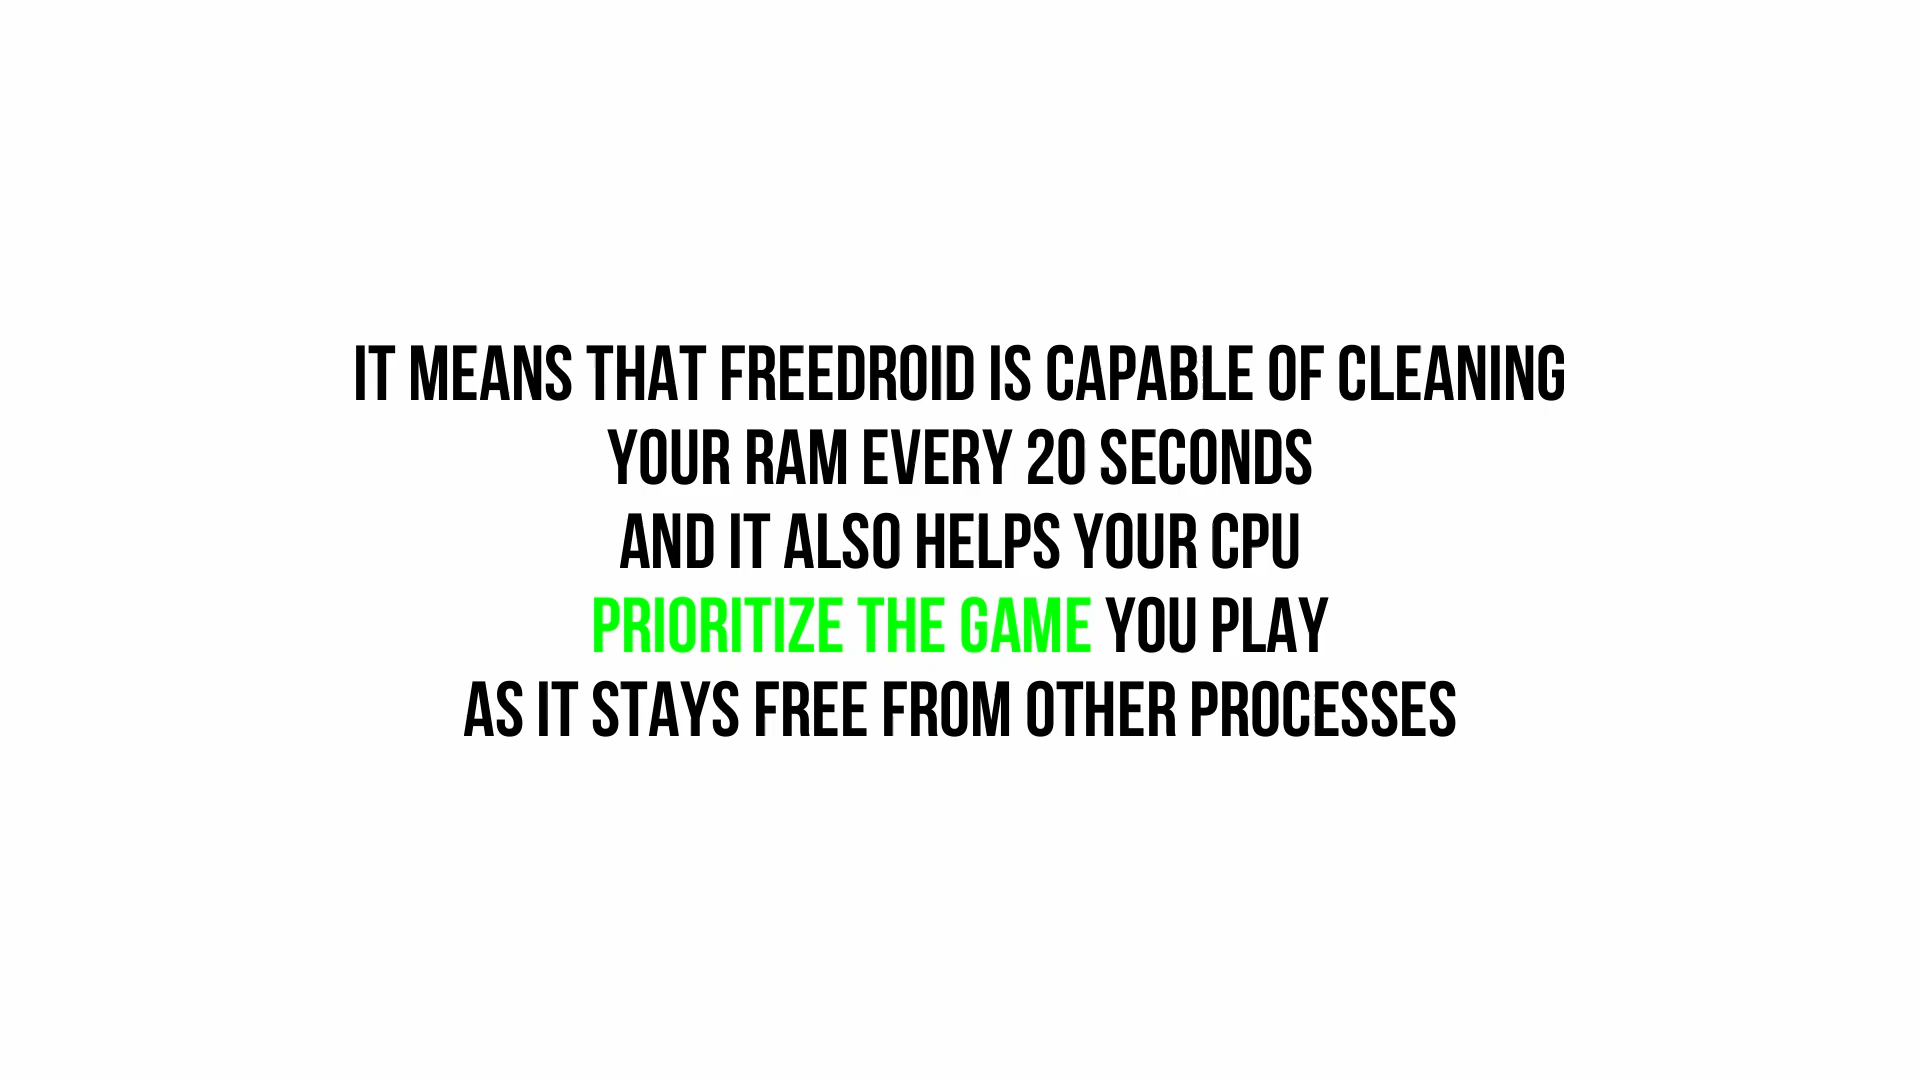 IT MEANS THAT FREEDROID IS CAPABLE OF CLEANING
YOUR RAM EVERY 20 SECONDS
AND IT ALSO HELPS YOUR CPU
PRIORITIZE THE GAME YOU PLAY
AS IT STAYS FREE FROM OTHER PROCESSES